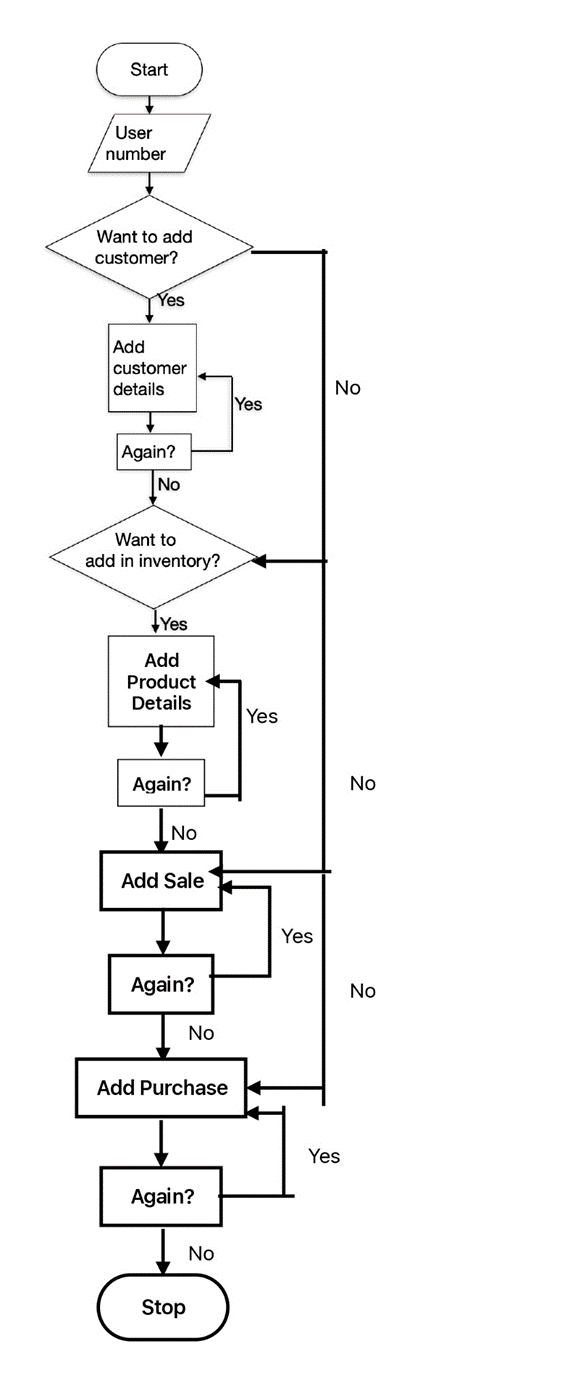 Start
User
number
Want to add
customer?
Yes
Add
customer
details
No
Yes
Again?
No
Want to
add in inventory?
Yes
Add
Product
Details
Yes
Again?
No
No
Add Sale
Yes
Again?
No
No
Add Purchase
Yes
Again?
No
Stop